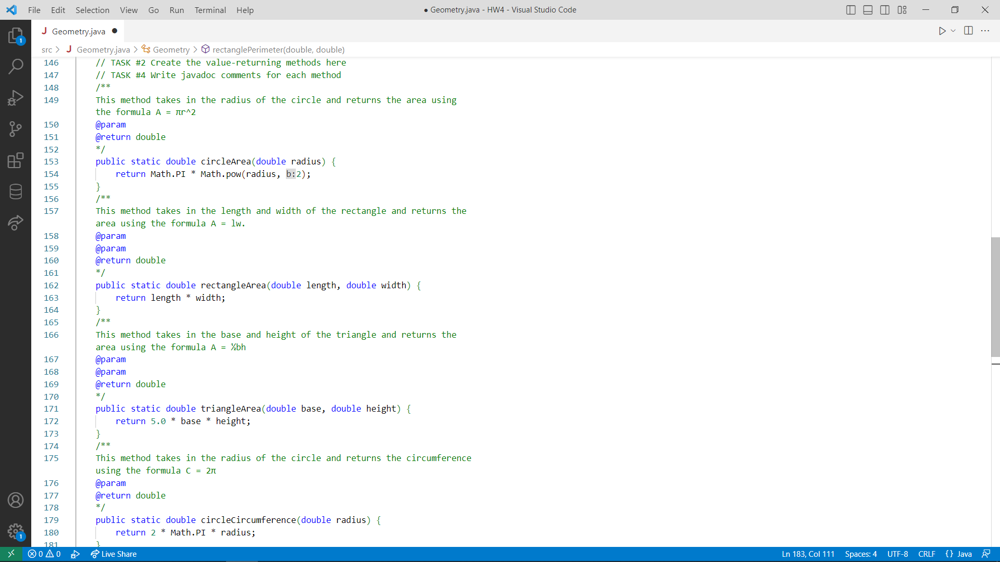 File Edit Selection View Go Run Terminal Help
● Geometry.java - HW4 - Visual Studio Code
1
J Geometry.java ●
src > J Geometry.java > Geometry > rectanglePerimeter(double, double)
146 // TASK #2 Create the value-returning methods here
147 // TASK #4 Write javadoc comments for each method
148 /**
149 This method takes in the radius of the circle and returns the area using
the formula A = πr^2
150 @param
151 @return double
152 */
153 public static double circleArea(double radius) {
154 return Math.PI * Math.pow(radius, b:2);
155 }
156 /**
157 This method takes in the length and width of the rectangle and returns the
area using the formula A = lw.
158 @param
159 @param
160 @return double
161 */
162 public static double rectangleArea(double length, double width) {
163 return length * width;
164 }
165 /**
166 This method takes in the base and height of the triangle and returns the
area using the formula A = ½bh
167 @param
168 @param
169 @return double
170 */
171 public static double triangleArea(double base, double height) {
172 return 5.0 * base * height;
173 }
174 /**
175 This method takes in the radius of the circle and returns the circumference
using the formula C = 2π
176 @param
177 @return double
178 */
179 public static double circleCircumference(double radius) {
180 return 2 * Math.PI * radius;
181 }
1
0 0 Live Share
Ln 183, Col 111 Spaces: 4 UTF-8 CRLF {} Java